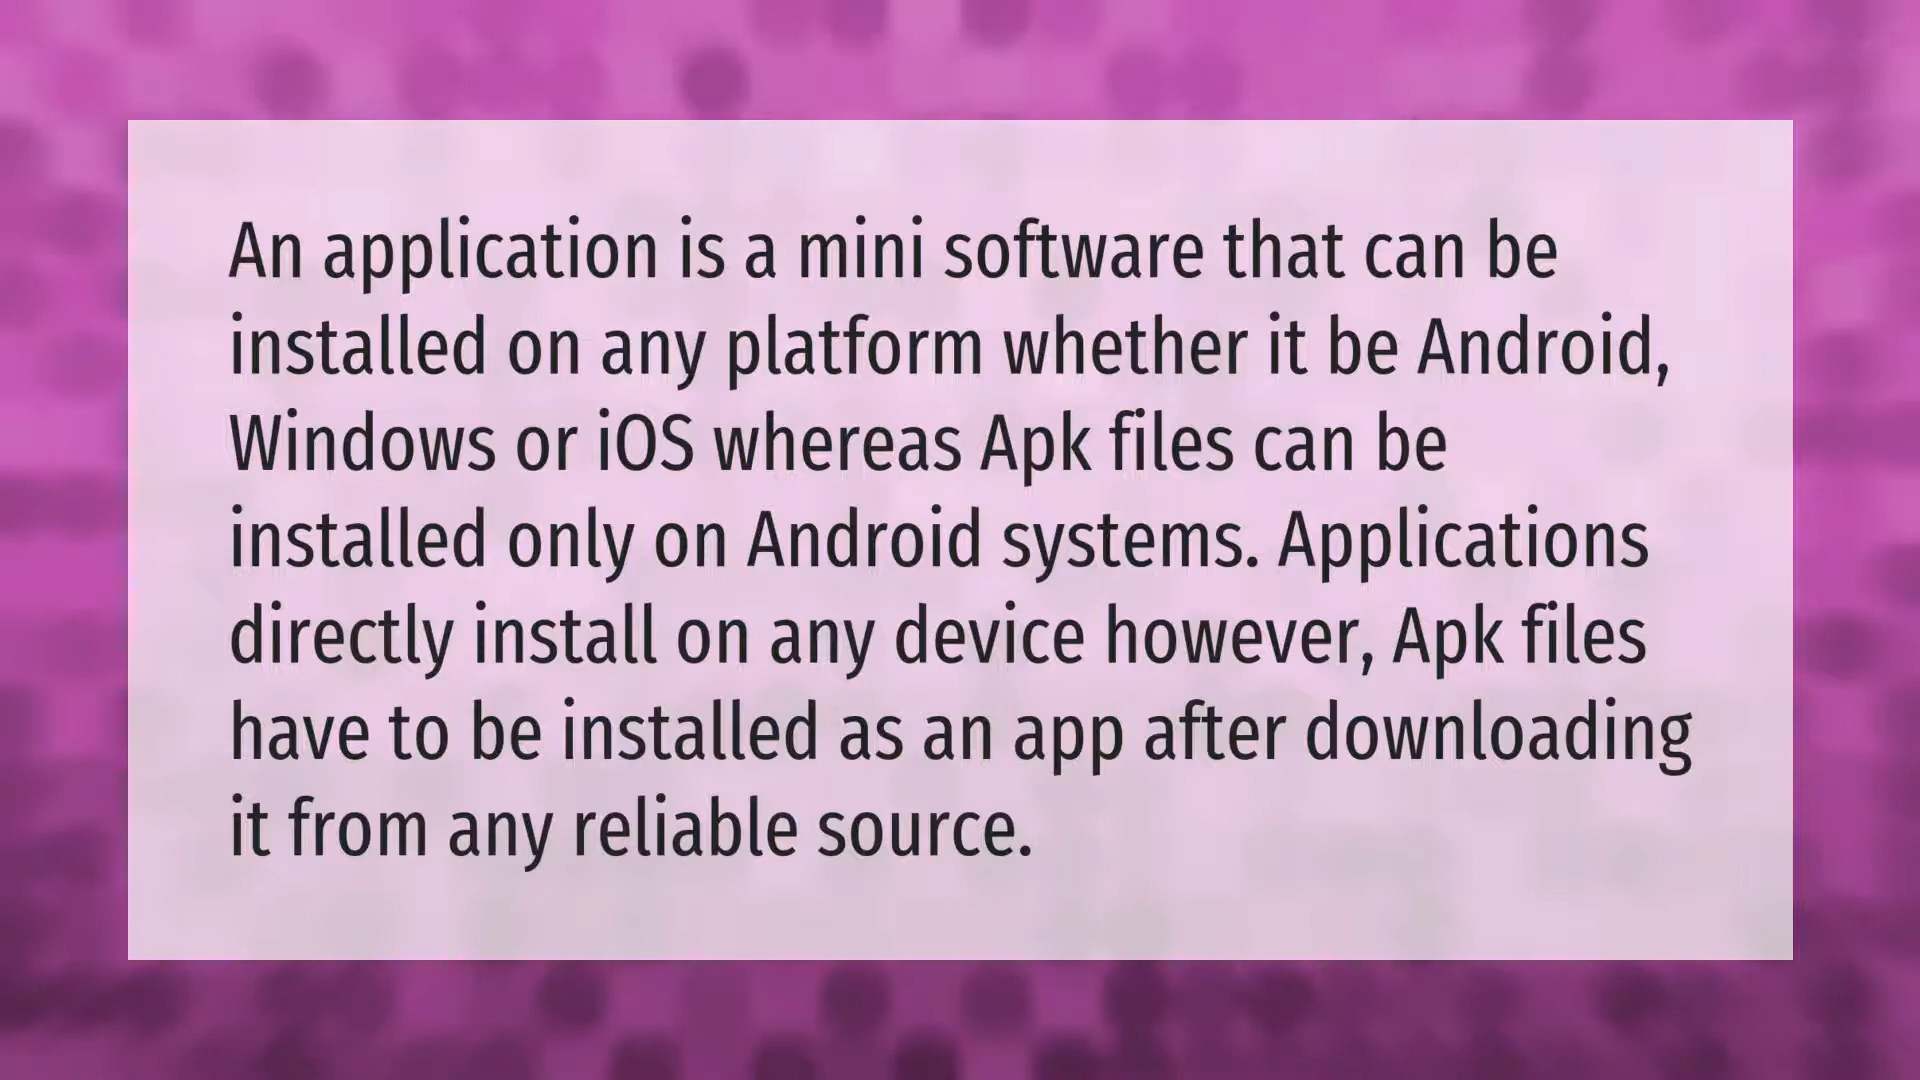 An application is a mini software that can be
installed on any platform whether it be Android,
Windows or iOS whereas Apk files can be
installed only on Android systems. Applications
directly install on any device however, Apk files
have to be installed as an app after downloading
it from any reliable source.